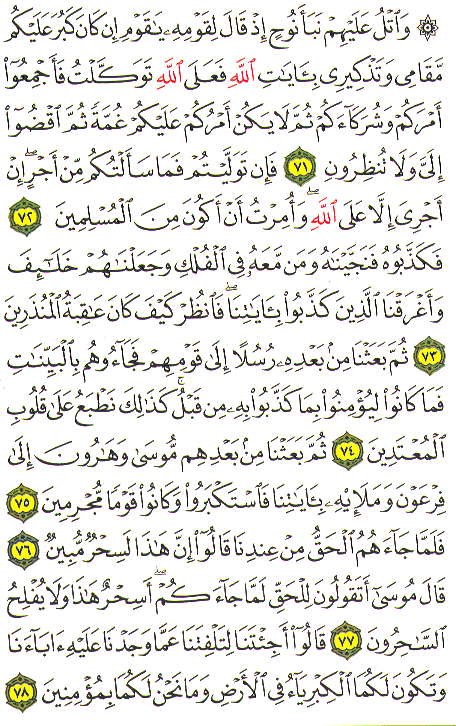 ۞ وَٱتْلُ عَلَيْهِمْ نَبَأَ نُوحٍ إِذْ قَالَ لِقَوْمِهِۦ يَٰقَوْمِ إِن كَانَ كَبُرَ عَلَيْكُم
مَّقَامِى وَتَذْكِيرِى بِـَٔايَٰتِ ٱللَّهِ فَعَلَى ٱللَّهِ تَوَكَّلْتُ فَأَجْمِعُوٓا۟
أَمْرَكُمْ وَشُرَكَآءَكُمْ ثُمَّ لَا يَكُنْ أَمْرُكُمْ عَلَيْكُمْ غُمَّةً ثُمَّ ٱقْضُوٓا۟
إِلَىَّ وَلَا تُنظِرُونِ ٧١ فَإِن تَوَلَّيْتُمْ فَمَا سَأَلْتُكُم مِّنْ أَجْرٍ ۖ إِنْ
أَجْرِىَ إِلَّا عَلَى ٱللَّهِ ۖ وَأُمِرْتُ أَنْ أَكُونَ مِنَ ٱلْمُسْلِمِينَ ٧٢
فَكَذَّبُوهُ فَنَجَّيْنَٰهُ وَمَن مَّعَهُۥ فِى ٱلْفُلْكِ وَجَعَلْنَٰهُمْ خَلَٰٓئِفَ
وَأَغْرَقْنَا ٱلَّذِينَ كَذَّبُوا۟ بِـَٔايَٰتِنَا ۖ فَٱنظُرْ كَيْفَ كَانَ عَٰقِبَةُ ٱلْمُنذَرِينَ
٧٣ ثُمَّ بَعَثْنَا مِنۢ بَعْدِهِۦ رُسُلًا إِلَىٰ قَوْمِهِمْ فَجَآءُوهُم بِٱلْبَيِّنَٰتِ
فَمَا كَانُوا۟ لِيُؤْمِنُوا۟ بِمَا كَذَّبُوا۟ بِهِۦ مِن قَبْلُ ۚ كَذَٰلِكَ نَطْبَعُ عَلَىٰ قُلُوبِ
ٱلْمُعْتَدِينَ ٧٤ ثُمَّ بَعَثْنَا مِنۢ بَعْدِهِم مُّوسَىٰ وَهَٰرُونَ إِلَىٰ
فِرْعَوْنَ وَمَلَإِي۟هِۦ بِـَٔايَٰتِنَا فَٱسْتَكْبَرُوا۟ وَكَانُوا۟ قَوْمًا مُّجْرِمِينَ ٧٥
فَلَمَّا جَآءَهُمُ ٱلْحَقُّ مِنْ عِندِنَا قَالُوٓا۟ إِنَّ هَٰذَا لَسِحْرٌ مُّبِينٌ ٧٦
قَالَ مُوسَىٰٓ أَتَقُولُونَ لِلْحَقِّ لَمَّا جَآءَكُمْ ۖ أَسِحْرٌ هَٰذَا وَلَا يُفْلِحُ
ٱلسَّٰحِرُونَ ٧٧ قَالُوٓا۟ أَجِئْتَنَا لِتَلْفِتَنَا عَمَّا وَجَدْنَا عَلَيْهِ ءَابَآءَنَا
وَتَكُونَ لَكُمَا ٱلْكِبْرِيَآءُ فِى ٱلْأَرْضِ وَمَا نَحْنُ لَكُمَا بِمُؤْمِنِينَ ٧٨